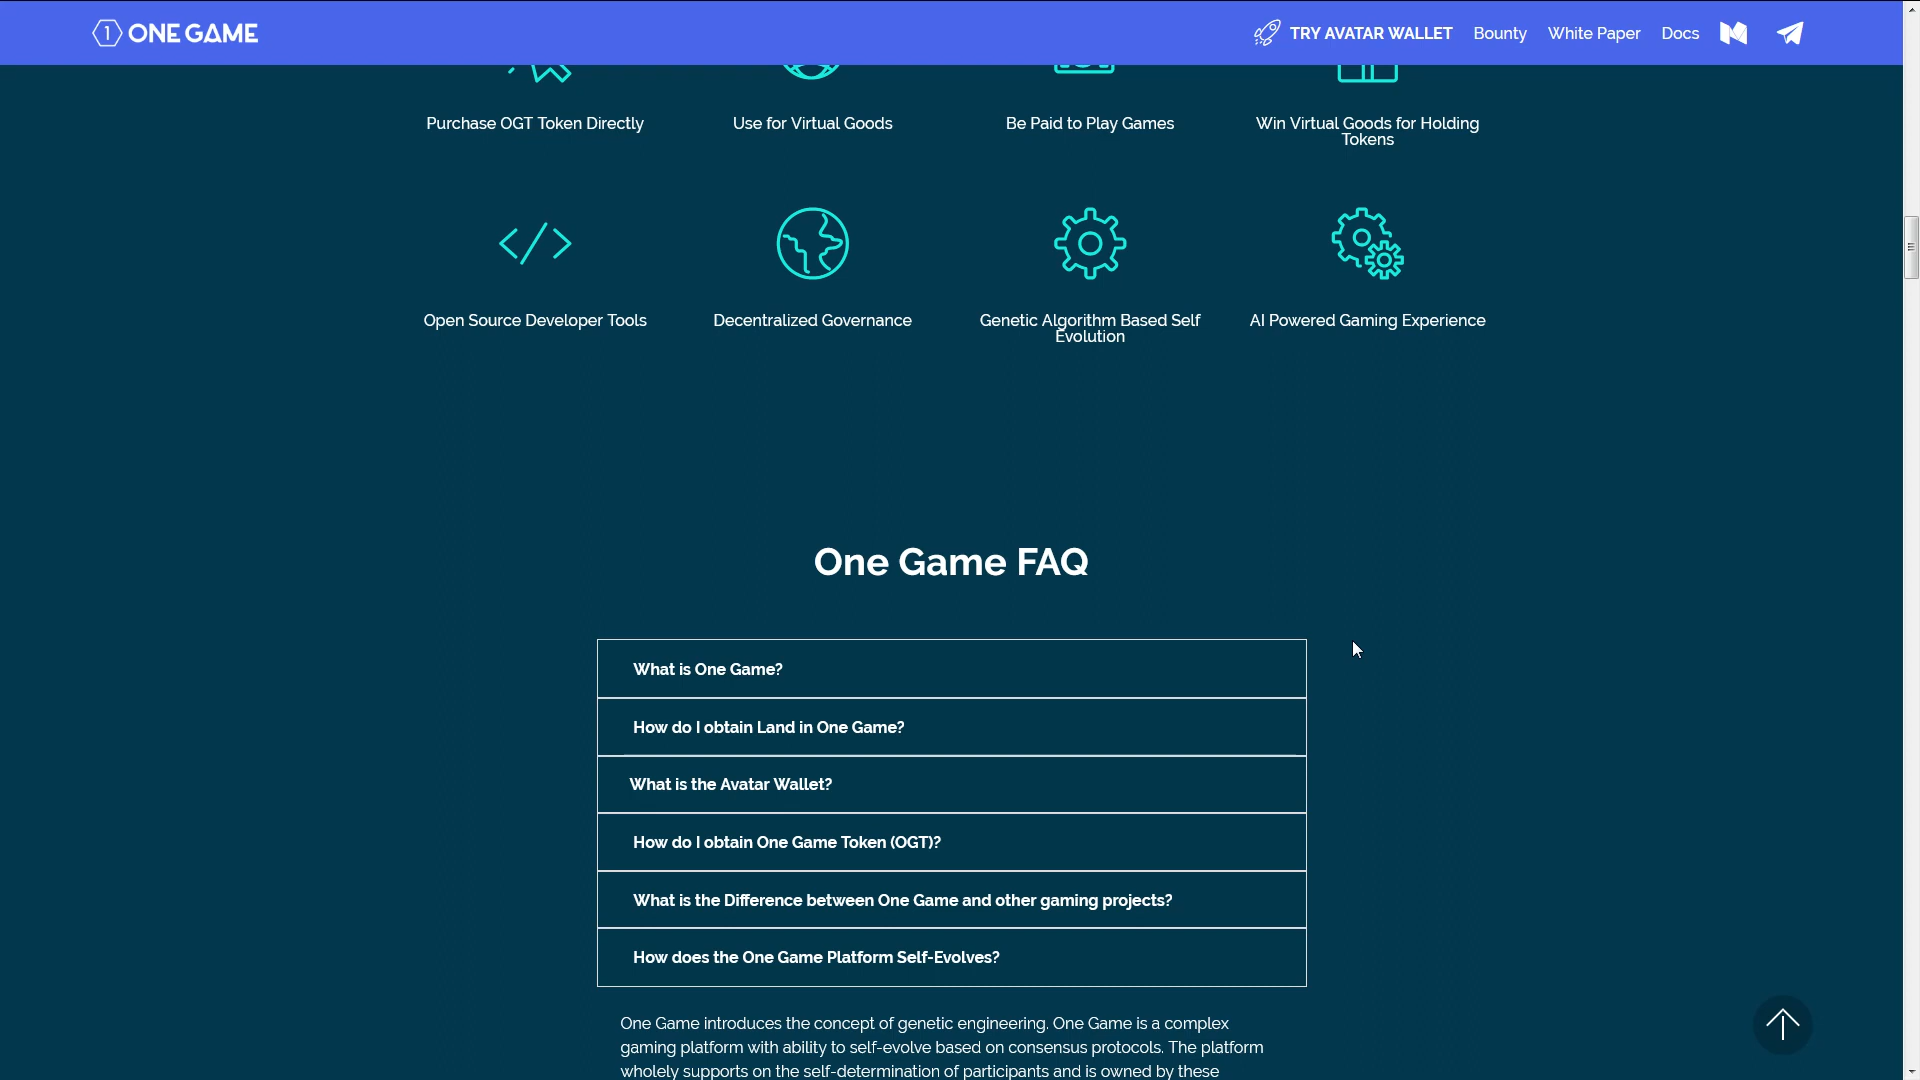 1 ONE GAME
TRY AVATAR WALLET
Bounty
White Paper
Docs
Purchase OGT Token Directly
Use for Virtual Goods
Be Paid to Play Games
Win Virtual Goods for Holding
Tokens
Open Source Developer Tools
Decentralized Governance
Genetic Algorithm Based Self
Evolution
AI Powered Gaming Experience
One Game FAQ
What is One Game?
How do I obtain Land in One Game?
What is the Avatar Wallet?
How do I obtain One Game Token (OGT)?
What is the Difference between One Game and other gaming projects?
How does the One Game Platform Self-Evolves?
One Game introduces the concept of genetic engineering. One Game is a complex
gaming platform with ability to self-evolve based on consensus protocols. The platform
wholely supports on the self-determination of participants and is owned by these